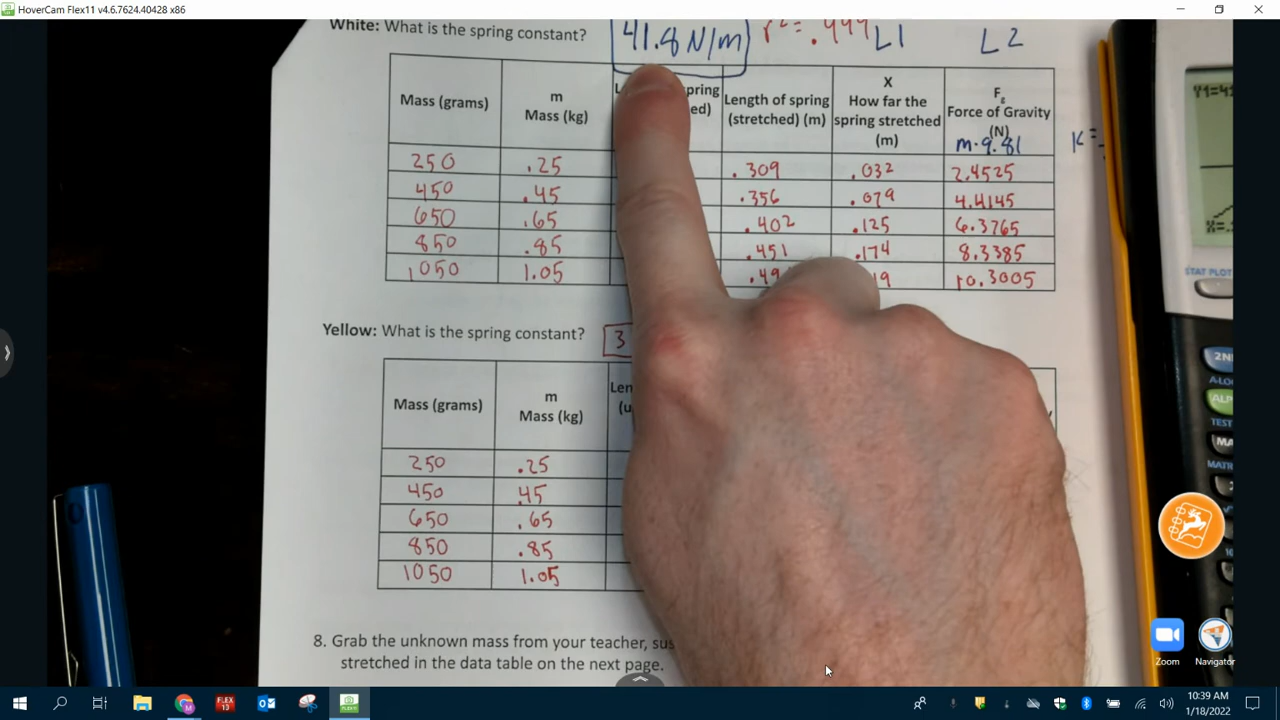 HoverCam Flex11 v4.6.7624.40428 x86
White: What is the spring constant? 41.8 N/m r²= .999 L1 L2
Mass (grams) m Mass (kg) Length of spring (stretched) (m) X How far the spring stretched (m) Fg Force of Gravity (N) m·9.81 K=
250 .25 .309 .032 2.4525
450 .45 .356 .079 4.4145
650 .65 .402 .125 6.3765
850 .85 .451 .174 8.3385
1050 1.05 10.3005
Yellow: What is the spring constant? 3
Mass (grams) m Mass (kg)
250 .25
450 .45
650 .65
850 .85
1050 1.05
8. Grab the unknown mass from your teacher,
stretched in the data table on the next page.
STAT PLOT
Zoom
Navigator
10:39 AM
1/18/2022